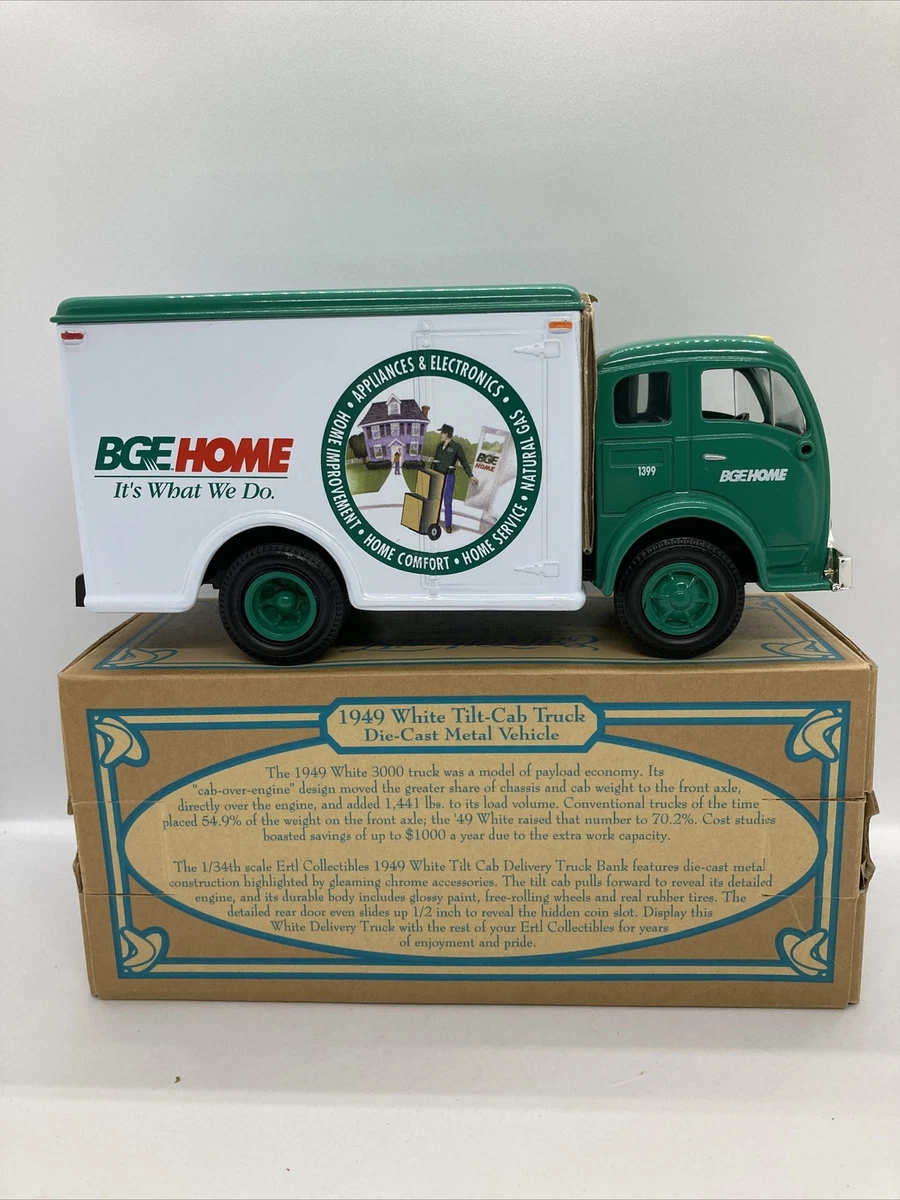 BGE HOME
It's What We Do.
• APPLIANCES & ELECTRONICS • NATURAL GAS • HOME SERVICE • HOME COMFORT • HOME IMPROVEMENT
BGE
HOME
1399
BGE HOME
1949 White Tilt-Cab Truck
Die-Cast Metal Vehicle
The 1949 White 3000 truck was a model of payload economy. Its
"cab-over-engine" design moved the greater share of chassis and cab weight to the front axle,
directly over the engine, and added 1,441 lbs. to its load volume. Conventional trucks of the time
placed 54.9% of the weight on the front axle; the '49 White raised that number to 70.2%. Cost studies
boasted savings of up to $1000 a year due to the extra work capacity.
The 1/34th scale Ertl Collectibles 1949 White Tilt Cab Delivery Truck Bank features die-cast metal
construction highlighted by gleaming chrome accessories. The tilt cab pulls forward to reveal its detailed
engine, and its durable body includes glossy paint, free-rolling wheels and real rubber tires. The
detailed rear door even slides up 1/2 inch to reveal the hidden coin slot. Display this
White Delivery Truck with the rest of your Ertl Collectibles for years
of enjoyment and pride.